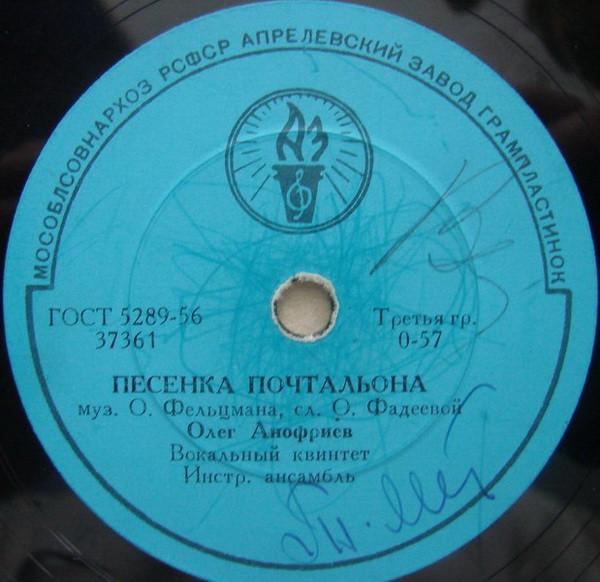 МОСОБЛСОВНАРХОЗ РСФСР АПРЕЛЕВСКИЙ ЗАВОД ГРАМПЛАСТИНОК
АЗ
ГОСТ 5289-56
37361
Третья гр.
0-57
ПЕСЕНКА ПОЧТАЛЬОНА
муз. О. Фельцмана, сл. О. Фадеевой
Олег Анофриев
Вокальный квинтет
Инстр. ансамбль